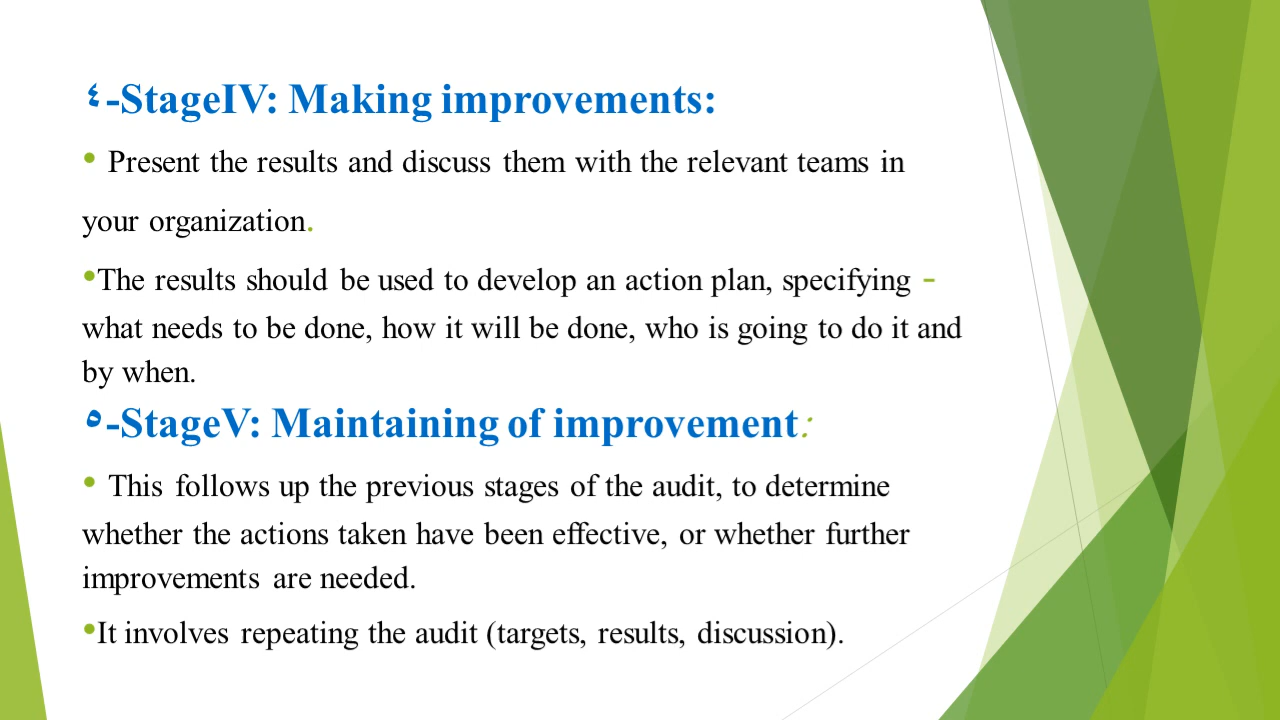 ٤-StageIV: Making improvements:
• Present the results and discuss them with the relevant teams in
your organization.
•The results should be used to develop an action plan, specifying -
what needs to be done, how it will be done, who is going to do it and
by when.
٥-StageV: Maintaining of improvement:
• This follows up the previous stages of the audit, to determine
whether the actions taken have been effective, or whether further
improvements are needed.
•It involves repeating the audit (targets, results, discussion).